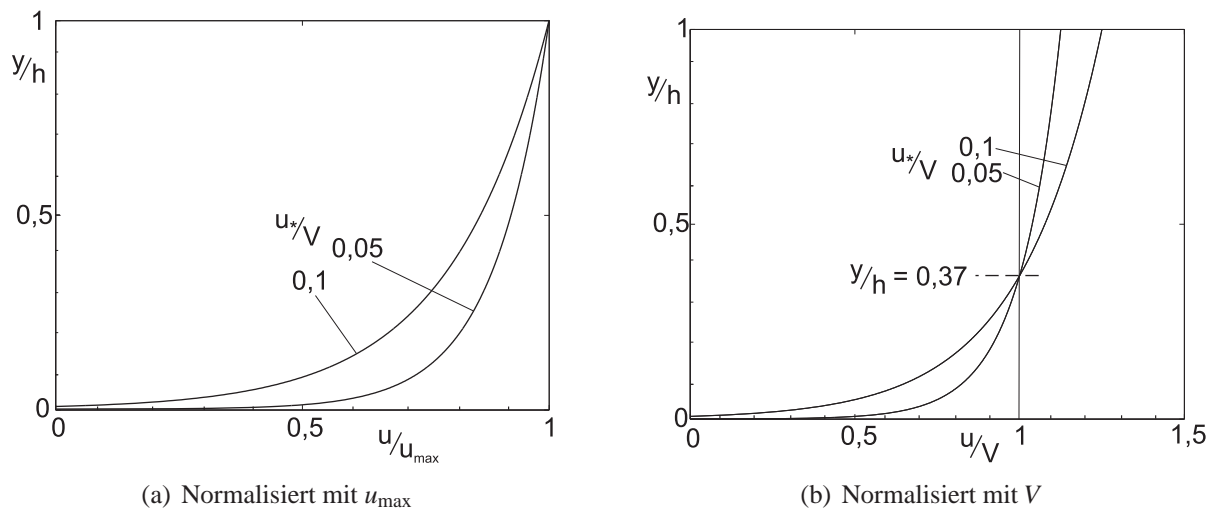 1
y/h
0,5
u*/V 0,05
0,1
0
0
0,5
1
u/umax
(a) Normalisiert mit umax
1
y/h
0,1
u*/V 0,05
0,5
y/h = 0,37
0
0
0,5
1
1,5
u/V
(b) Normalisiert mit V